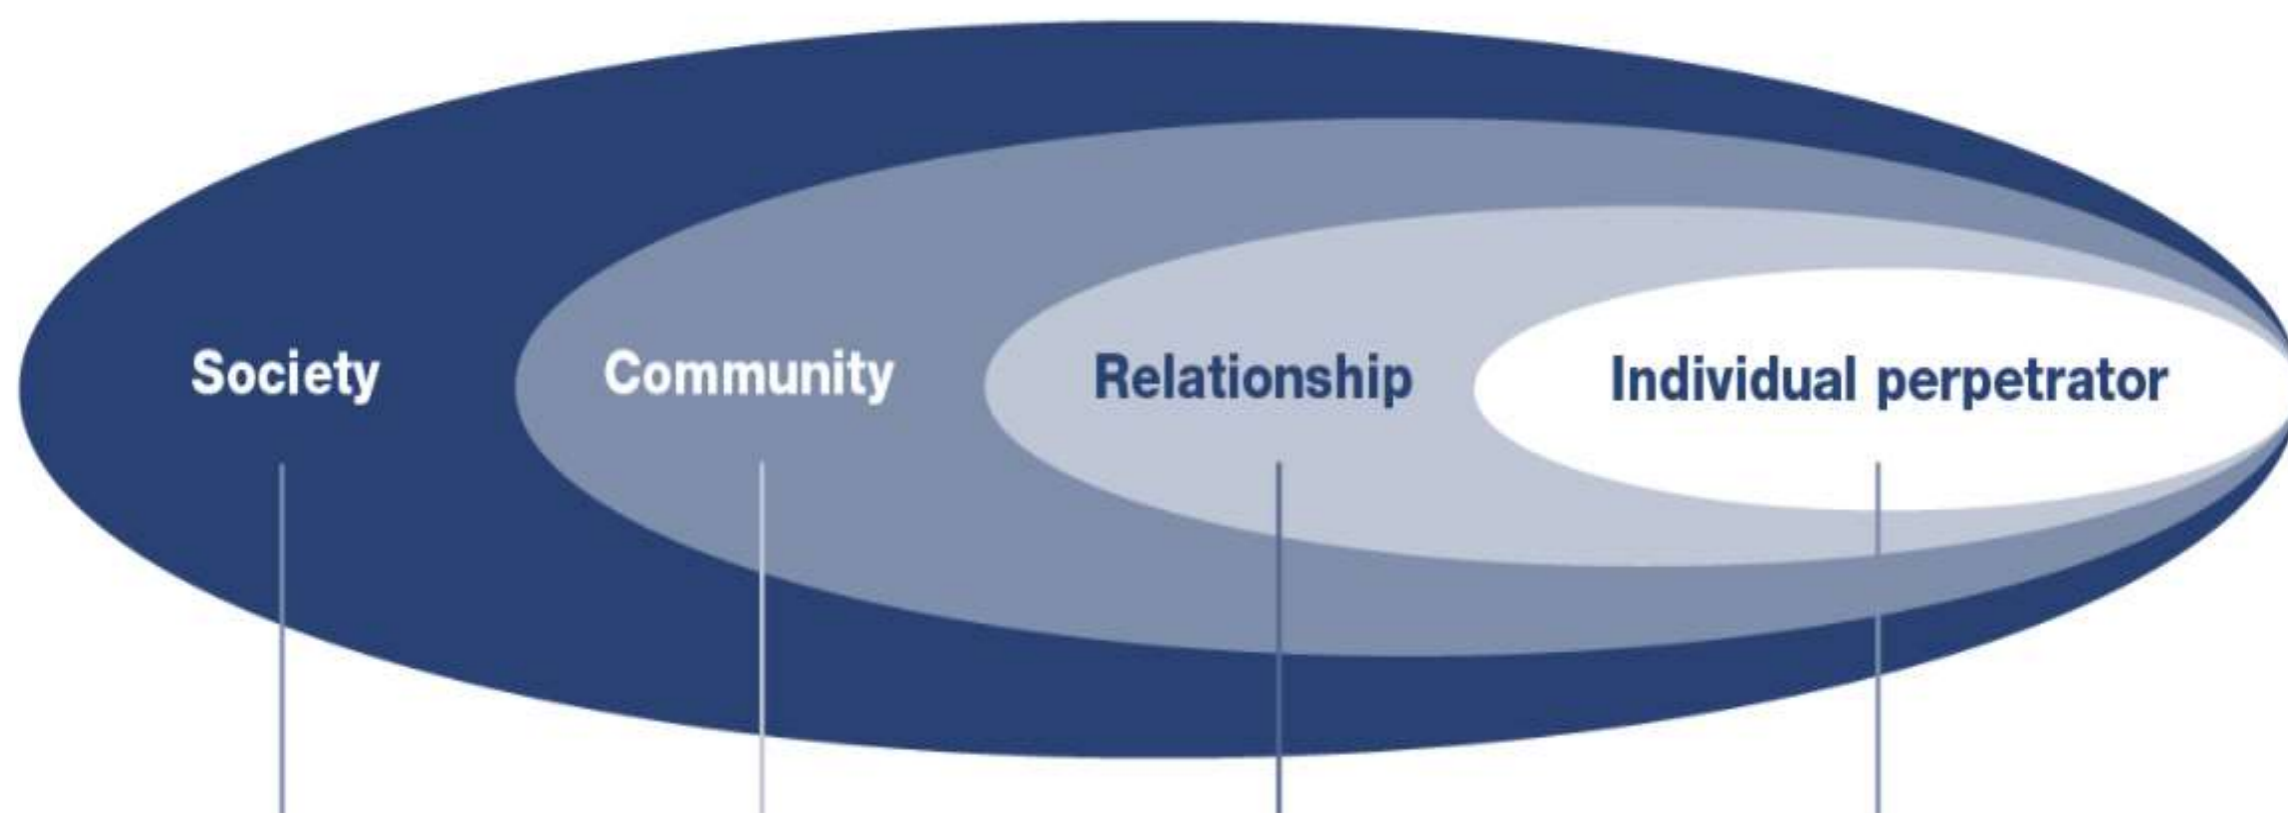 Society
Community
Relationship
Individual perpetrator